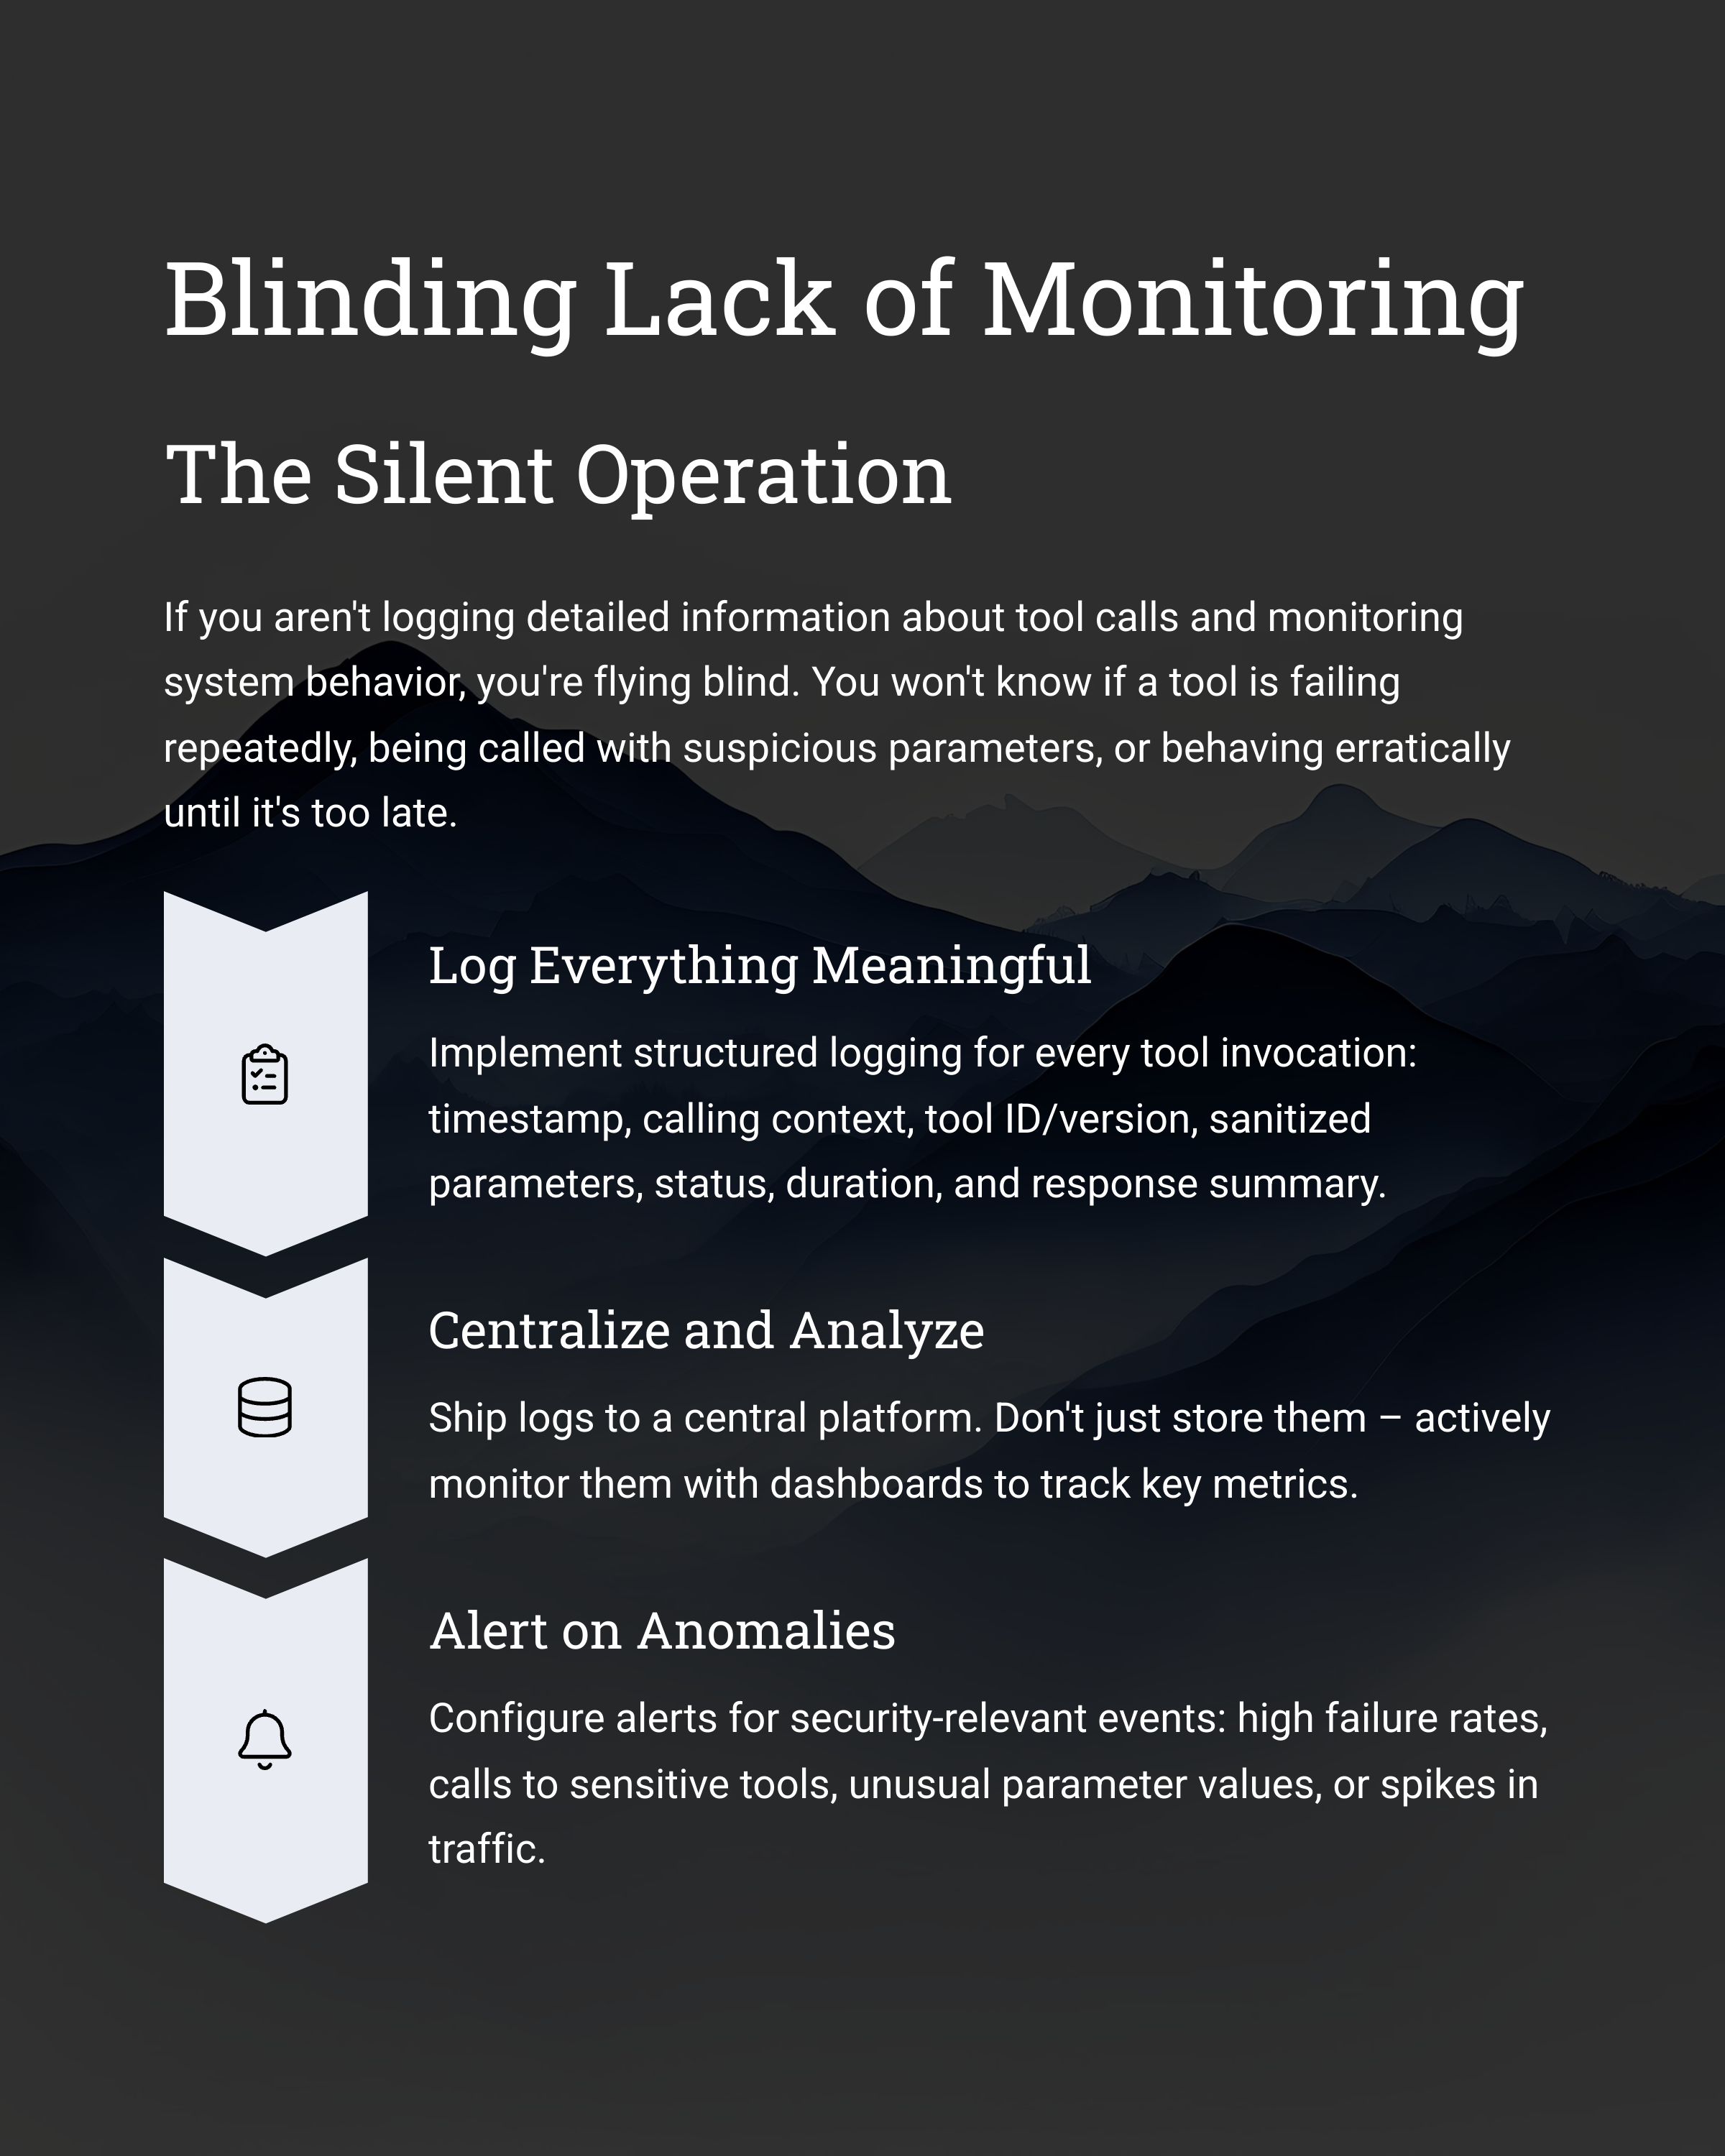 Blinding Lack of Monitoring
The Silent Operation
If you aren't logging detailed information about tool calls and monitoring
system behavior, you're flying blind. You won't know if a tool is failing
repeatedly, being called with suspicious parameters, or behaving erratically
until it's too late.
Log Everything Meaningful
Implement structured logging for every tool invocation:
timestamp, calling context, tool ID/version, sanitized
parameters, status, duration, and response summary.
Centralize and Analyze
Ship logs to a central platform. Don't just store them – actively
monitor them with dashboards to track key metrics.
Alert on Anomalies
Configure alerts for security-relevant events: high failure rates,
calls to sensitive tools, unusual parameter values, or spikes in
traffic.